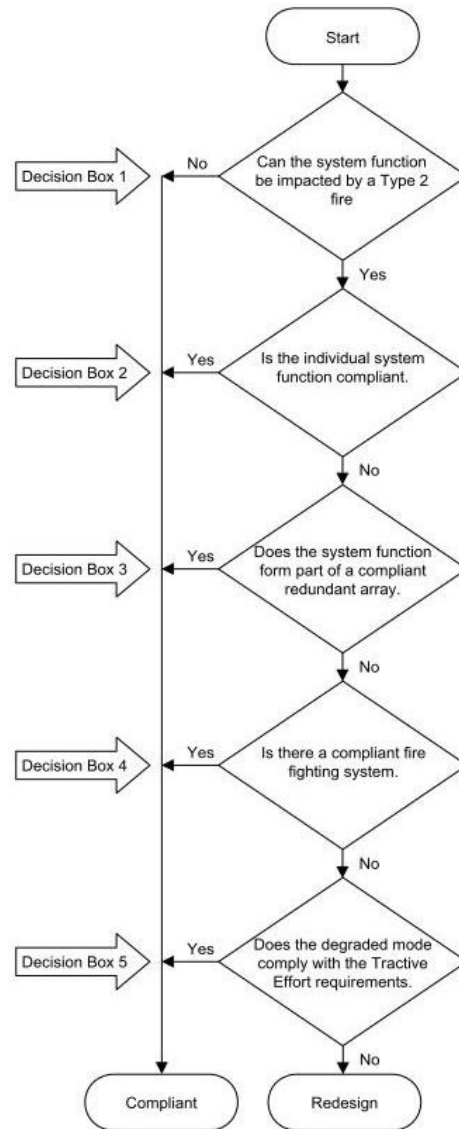 Start
Decision Box 1
No
Can the system function
be impacted by a Type 2
fire
Yes
Decision Box 2
Yes
Is the individual system
function compliant.
No
Decision Box 3
Yes
Does the system function
form part of a compliant
redundant array.
No
Decision Box 4
Yes
Is there a compliant fire
fighting system.
No
Decision Box 5
Yes
Does the degraded mode
comply with the Tractive
Effort requirements.
No
Compliant
Redesign